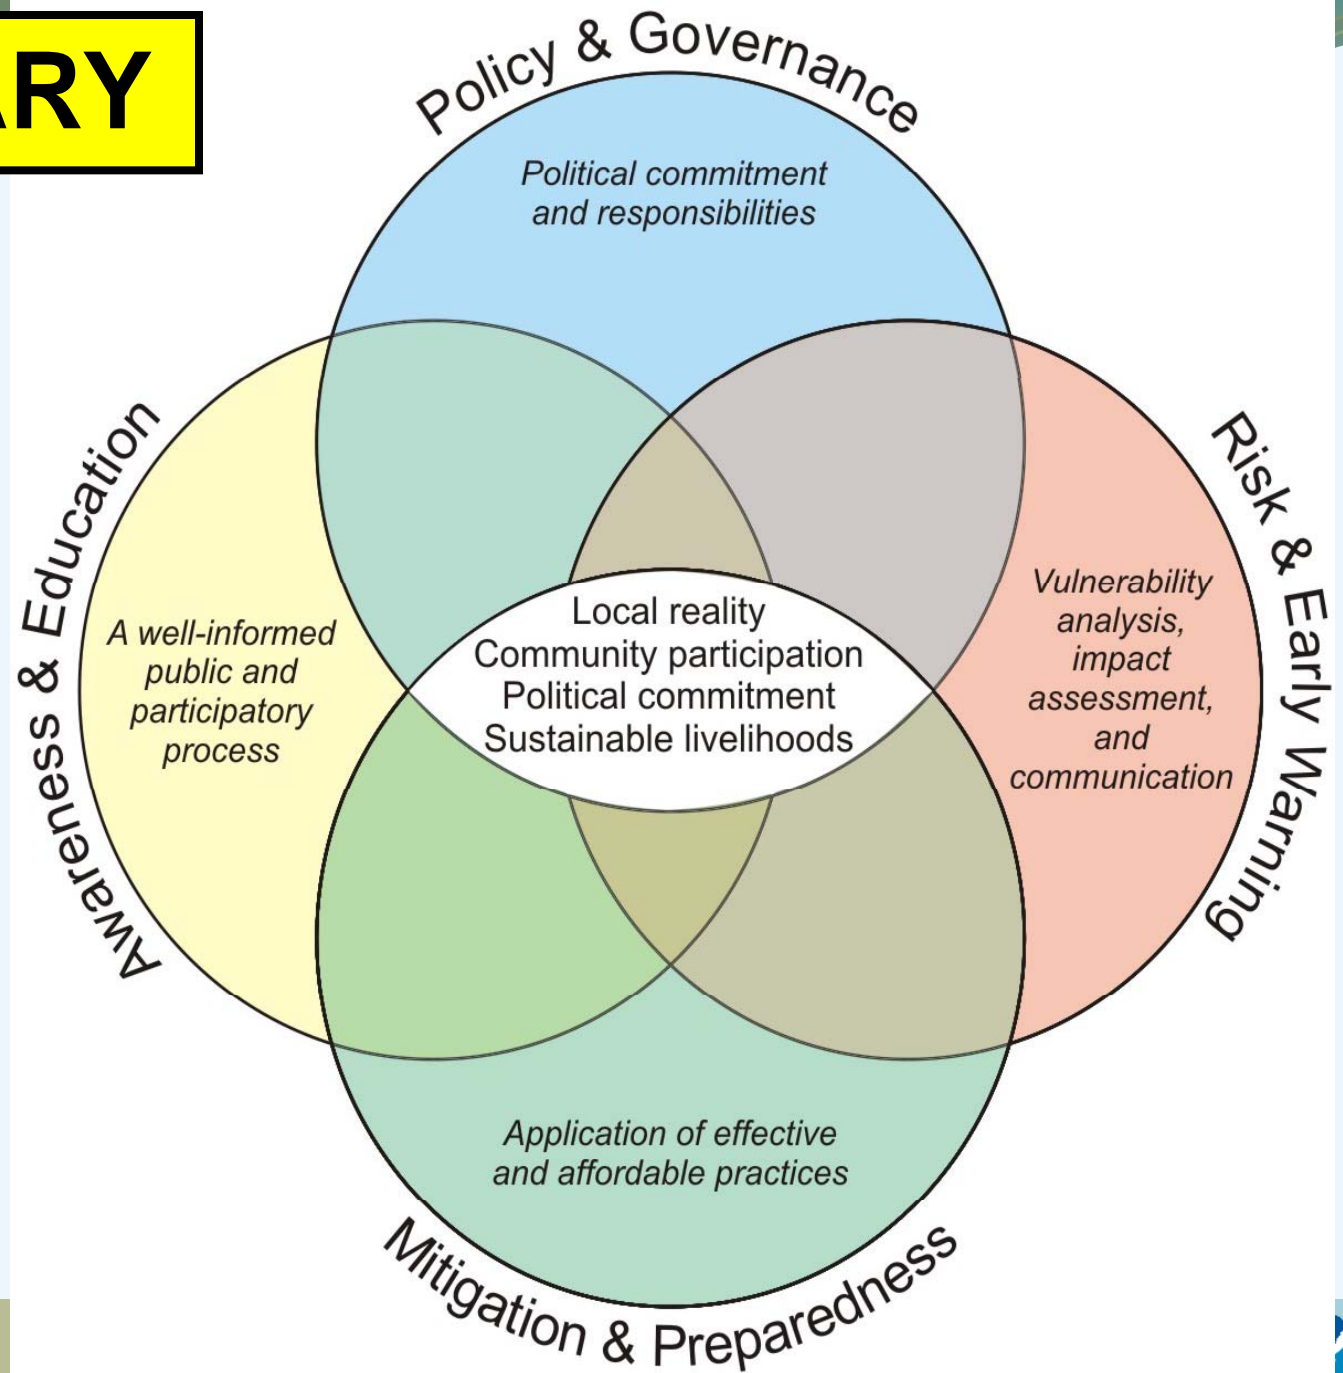 ARY
Policy & Governance
Political commitment
and responsibilities
Awareness & Education
A well-informed
public and
participatory
process
Local reality
Community participation
Political commitment
Sustainable livelihoods
Risk & Early Warning
Vulnerability
analysis,
impact
assessment,
and
communication
Application of effective
and affordable practices
Mitigation & Preparedness